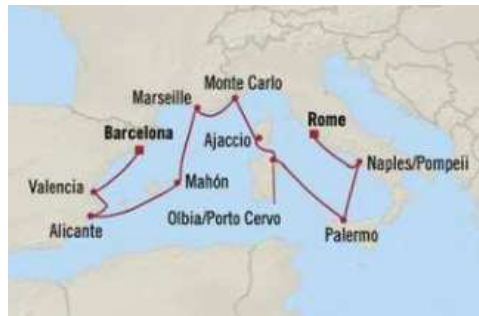 Monte Carlo
Marseille
Rome
Barcelona
Ajaccio
Naples/Pompeii
Valencia
Mahón
Olbia/Porto Cervo
Alicante
Palermo